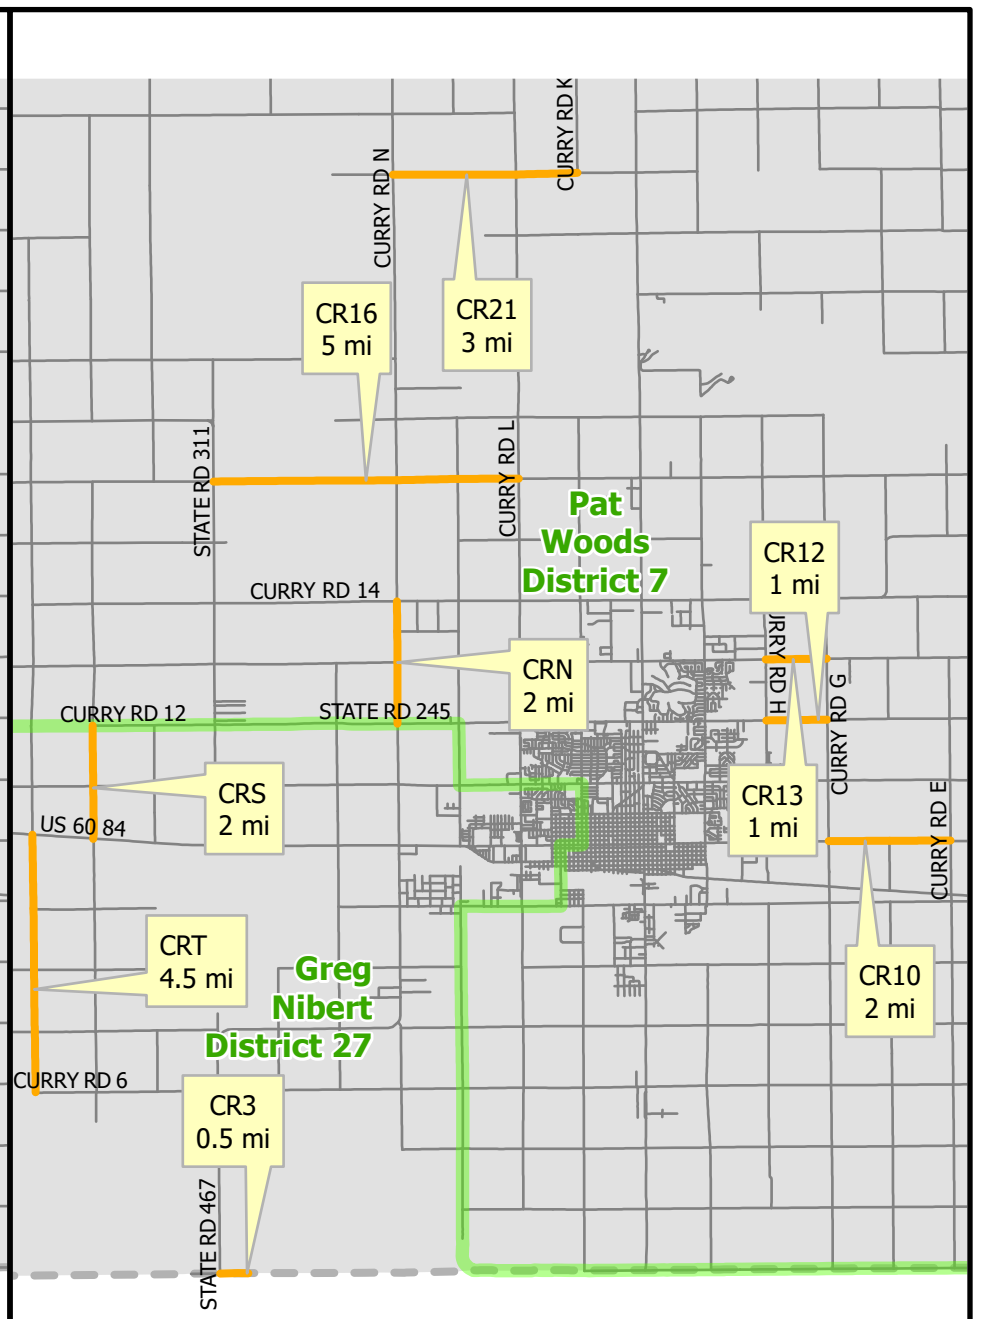 CURRY RD K
CURRY RD N
CR21
3 mi
CR16
5 mi
STATE RD 311
CURRY RD L
Pat
Woods
District 7
CR12
1 mi
CURRY RD 14
URRY RD H
CRN
2 mi
CURRY RD 12
STATE RD 245
CURRY RD G
CRS
2 mi
CR13
1 mi
US 60 84
CURRY RD E
CRT
4.5 mi
Greg
Nibert
District 27
CR10
2 mi
CURRY RD 6
CR3
0.5 mi
STATE RD 467